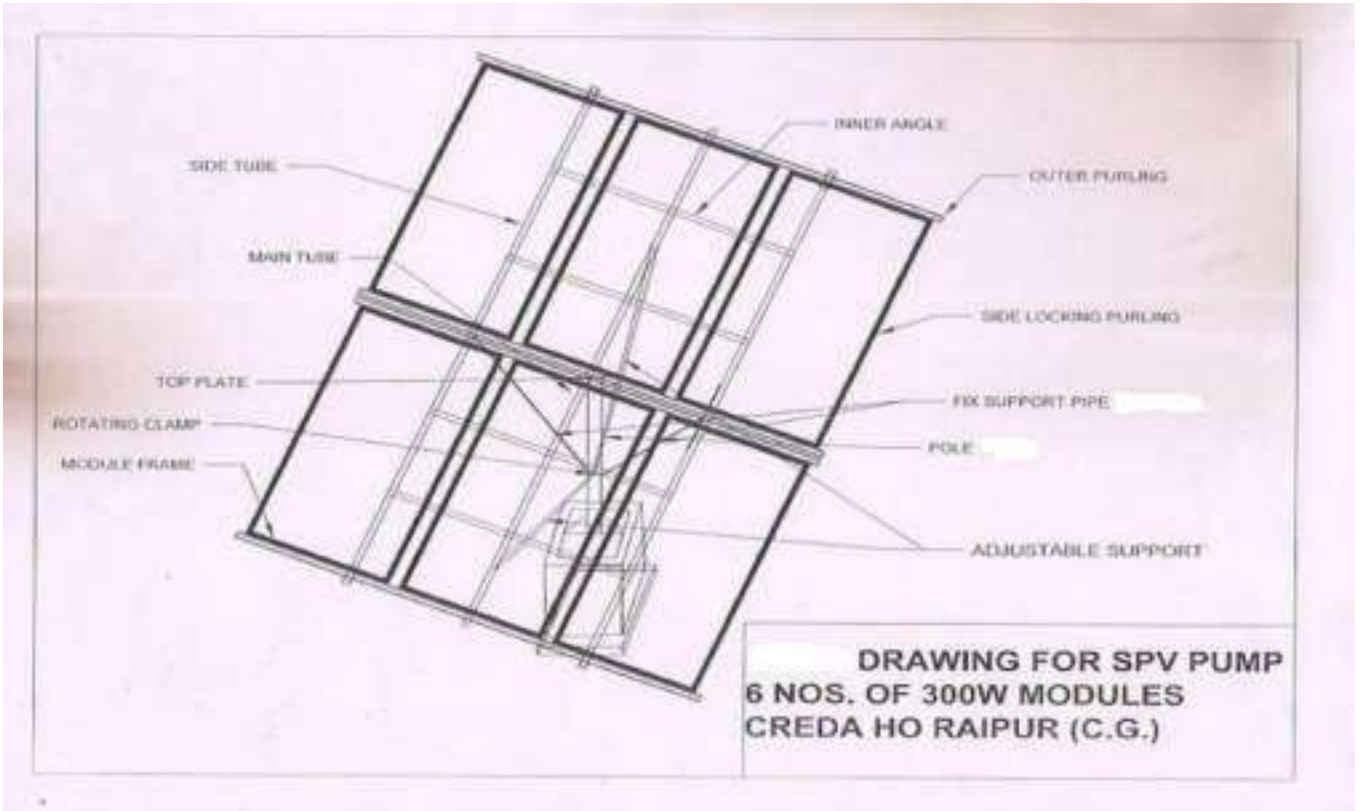 INNER ANGLE
SIDE TUBE
OUTER PURLING
MAIN TUBE
SIDE LOCKING PURLING
TOP PLATE
FIX SUPPORT PIPE
ROTATING CLAMP
POLE
MODULE FRAME
ADJUSTABLE SUPPORT
DRAWING FOR SPV PUMP
6 NOS. OF 300W MODULES
CREDA HO RAIPUR (C.G.)